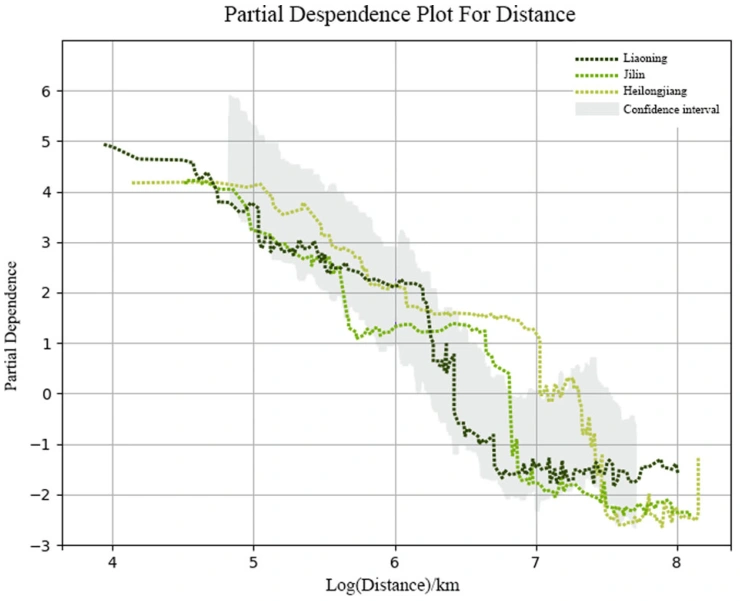 Partial Despendence Plot For Distance
Liaoning
Jilin
Heilongjiang
Confidence interval
6
5
4
3
2
1
0
−1
−2
−3
Partial Dependence
4 5 6 7 8
Log(Distance)/km